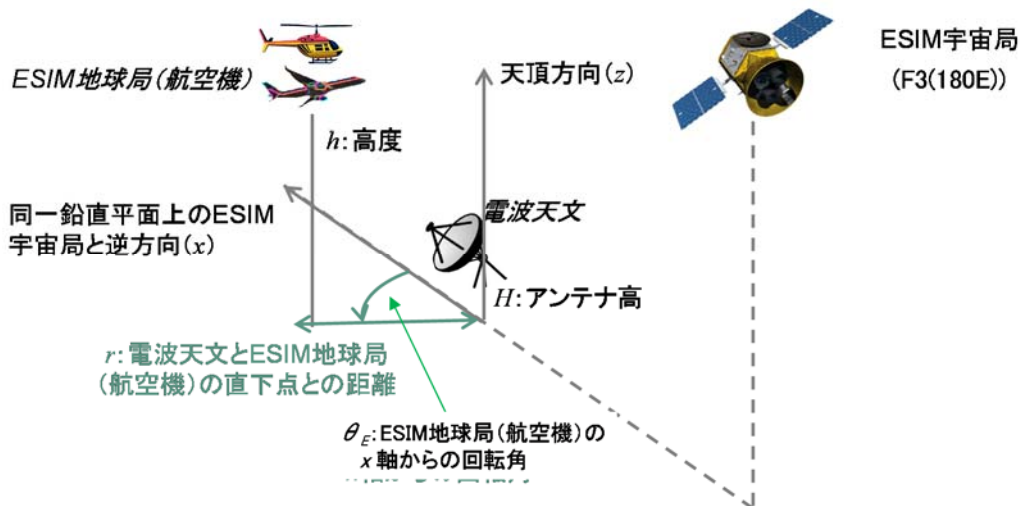 ESIM地球局(航空機)
天頂方向(z)
ESIM宇宙局
(F3(180E))
h:高度
同一鉛直平面上のESIM
宇宙局と逆方向(x)
電波天文
H:アンテナ高
r:電波天文とESIM地球局
(航空機)の直下点との距離
θE:ESIM地球局(航空機)の
x 軸からの回転角